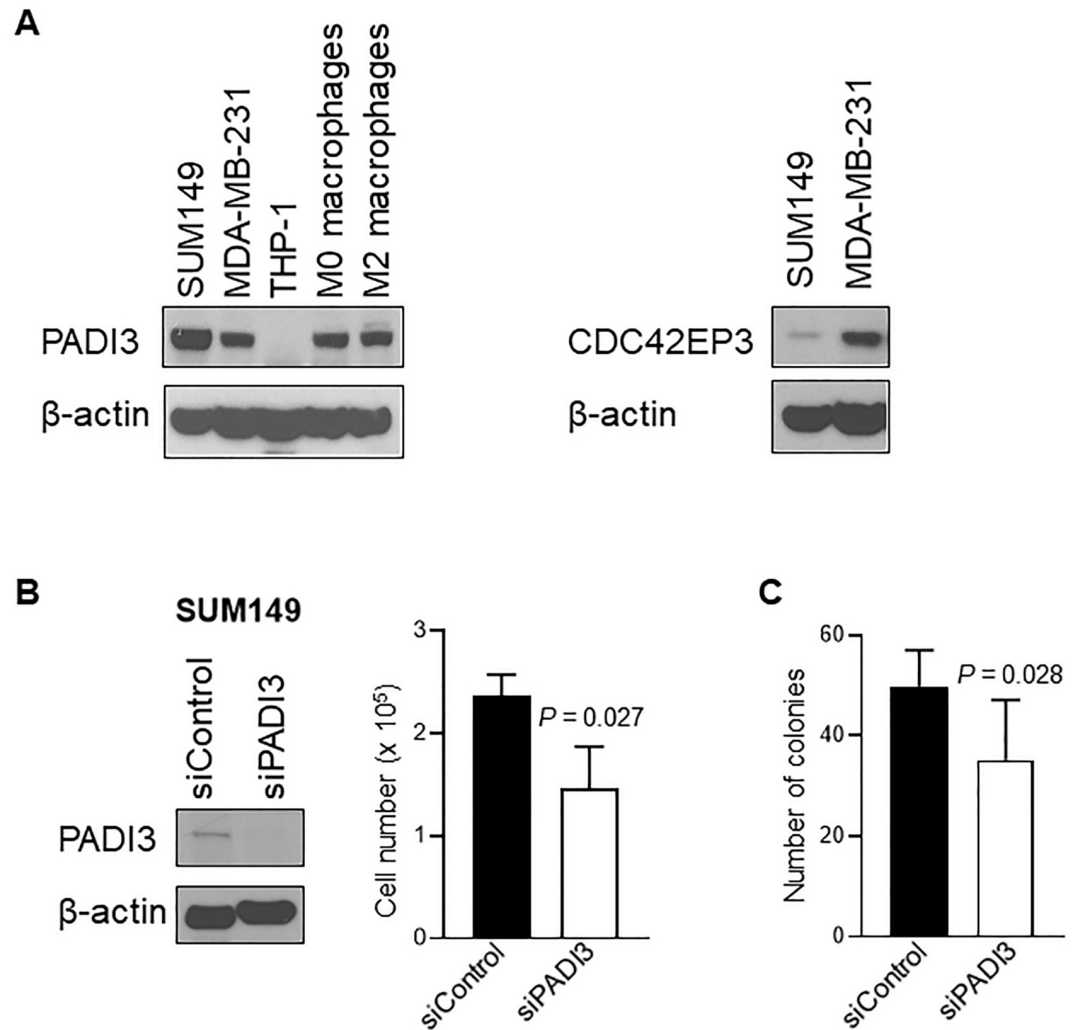 A
SUM149
MDA-MB-231
THP-1
M0 macrophages
M2 macrophages
PADI3
β-actin
SUM149
MDA-MB-231
CDC42EP3
β-actin
B
SUM149
siControl
siPADI3
PADI3
β-actin
Cell number (x 10⁵)
3
2
1
0
P = 0.027
siControl
siPADI3
C
Number of colonies
60
40
20
0
P = 0.028
siControl
siPADI3